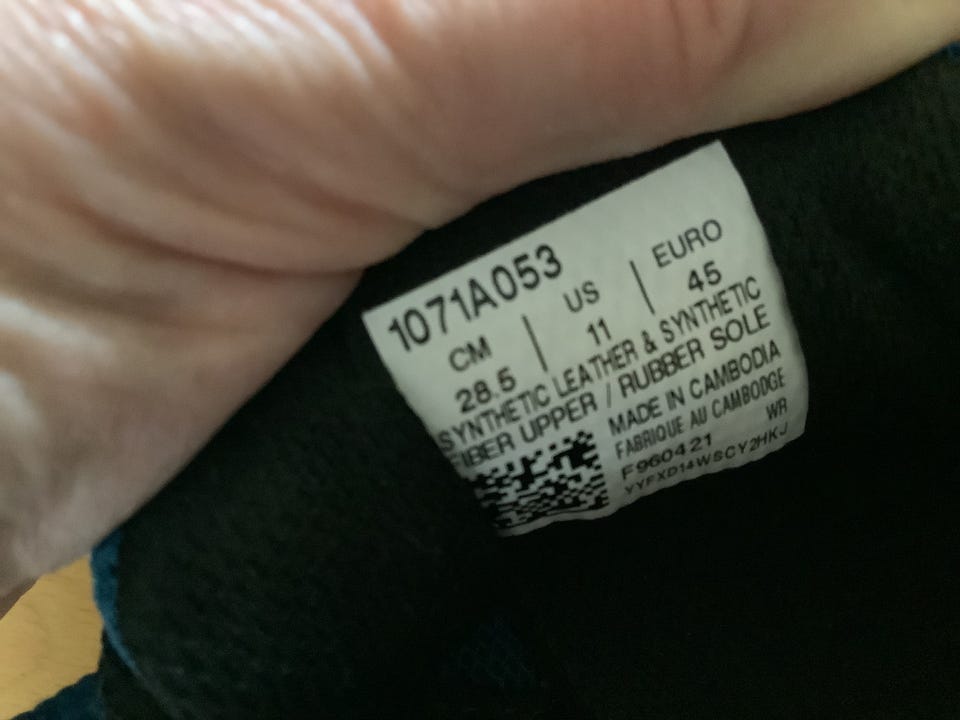 1071A053
CM | US | EURO
28.5 | 11 | 45
SYNTHETIC LEATHER & SYNTHETIC
FIBER UPPER / RUBBER SOLE
MADE IN CAMBODIA
FABRIQUE AU CAMBODGE
WR
F960421
YYFXD14WSCY2HKJ